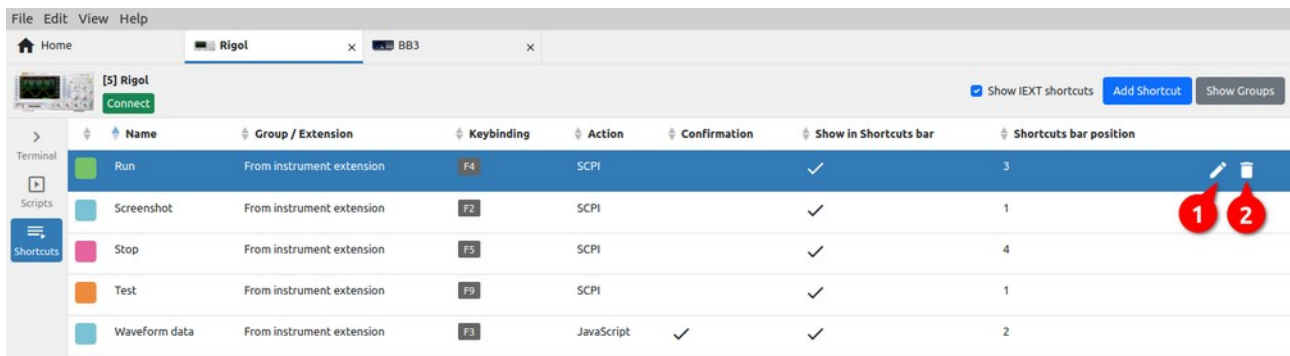 File Edit View Help
Home Rigol x BB3 x
[5] Rigol
Connect
Show IEXT shortcuts Add Shortcut Show Groups
Name Group / Extension Keybinding Action Confirmation Show in Shortcuts bar Shortcuts bar position
Terminal
Scripts
Shortcuts
Run From instrument extension F4 SCPI 3
1 2
Screenshot From instrument extension F2 SCPI 1
Stop From instrument extension F5 SCPI 4
Test From instrument extension F9 SCPI 1
Waveform data From instrument extension F3 JavaScript 2